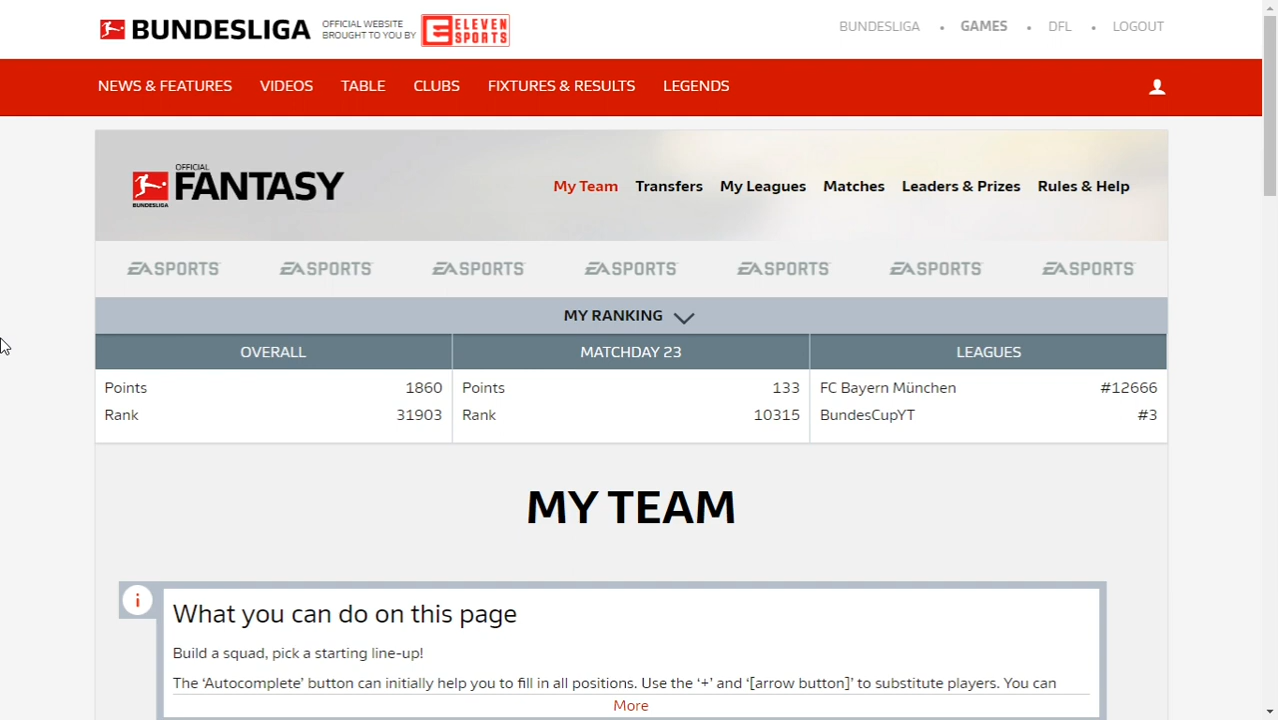 BUNDESLIGA OFFICIAL WEBSITE BROUGHT TO YOU BY ELEVEN SPORTS
BUNDESLIGA • GAMES • DFL • LOGOUT
NEWS & FEATURES VIDEOS TABLE CLUBS FIXTURES & RESULTS LEGENDS
OFFICIAL
FANTASY
BUNDESLIGA
My Team Transfers My Leagues Matches Leaders & Prizes Rules & Help
EA SPORTS EA SPORTS EA SPORTS EA SPORTS EA SPORTS EA SPORTS EA SPORTS
MY RANKING
OVERALL MATCHDAY 23 LEAGUES
Points 1860 Points 133 FC Bayern München #12666
Rank 31903 Rank 10315 BundesCupYT #3
MY TEAM
i
What you can do on this page
Build a squad, pick a starting line-up!
The ‘Autocomplete’ button can initially help you to fill in all positions. Use the ‘+’ and ‘[arrow button]’ to substitute players. You can
More